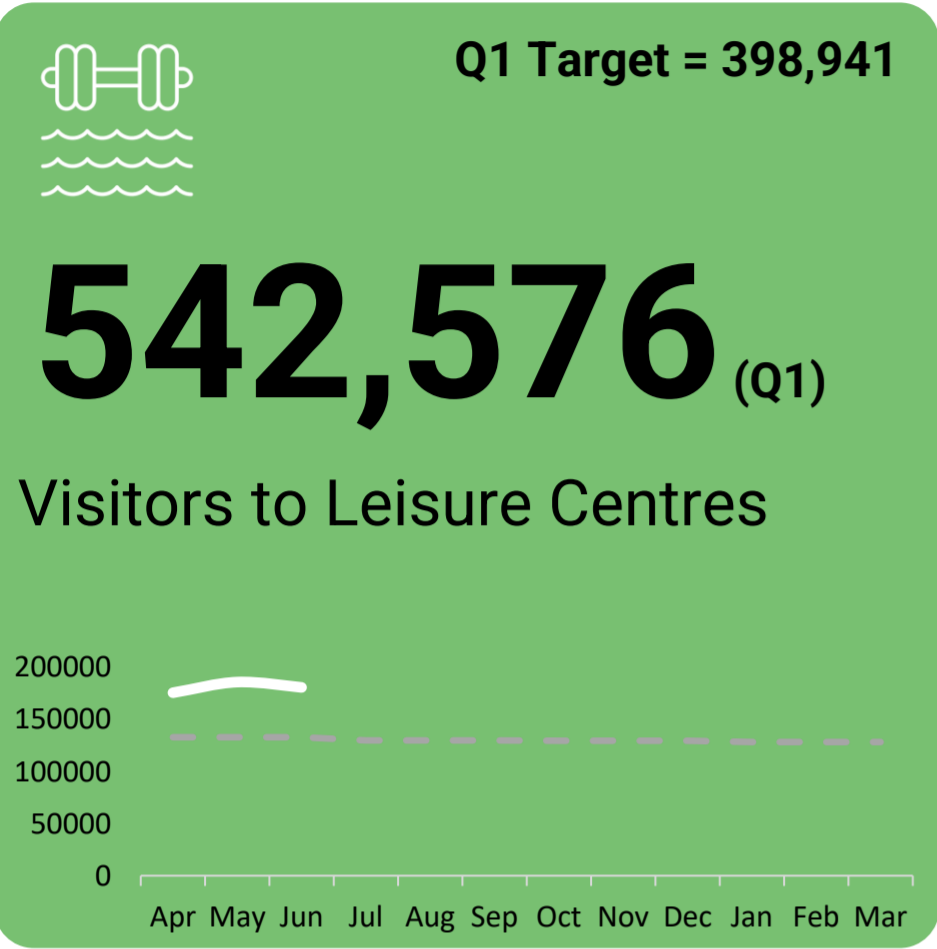 Q1 Target = 398,941
542,576 (Q1)
Visitors to Leisure Centres
200000
150000
100000
50000
0
Apr May Jun Jul Aug Sep Oct Nov Dec Jan Feb Mar